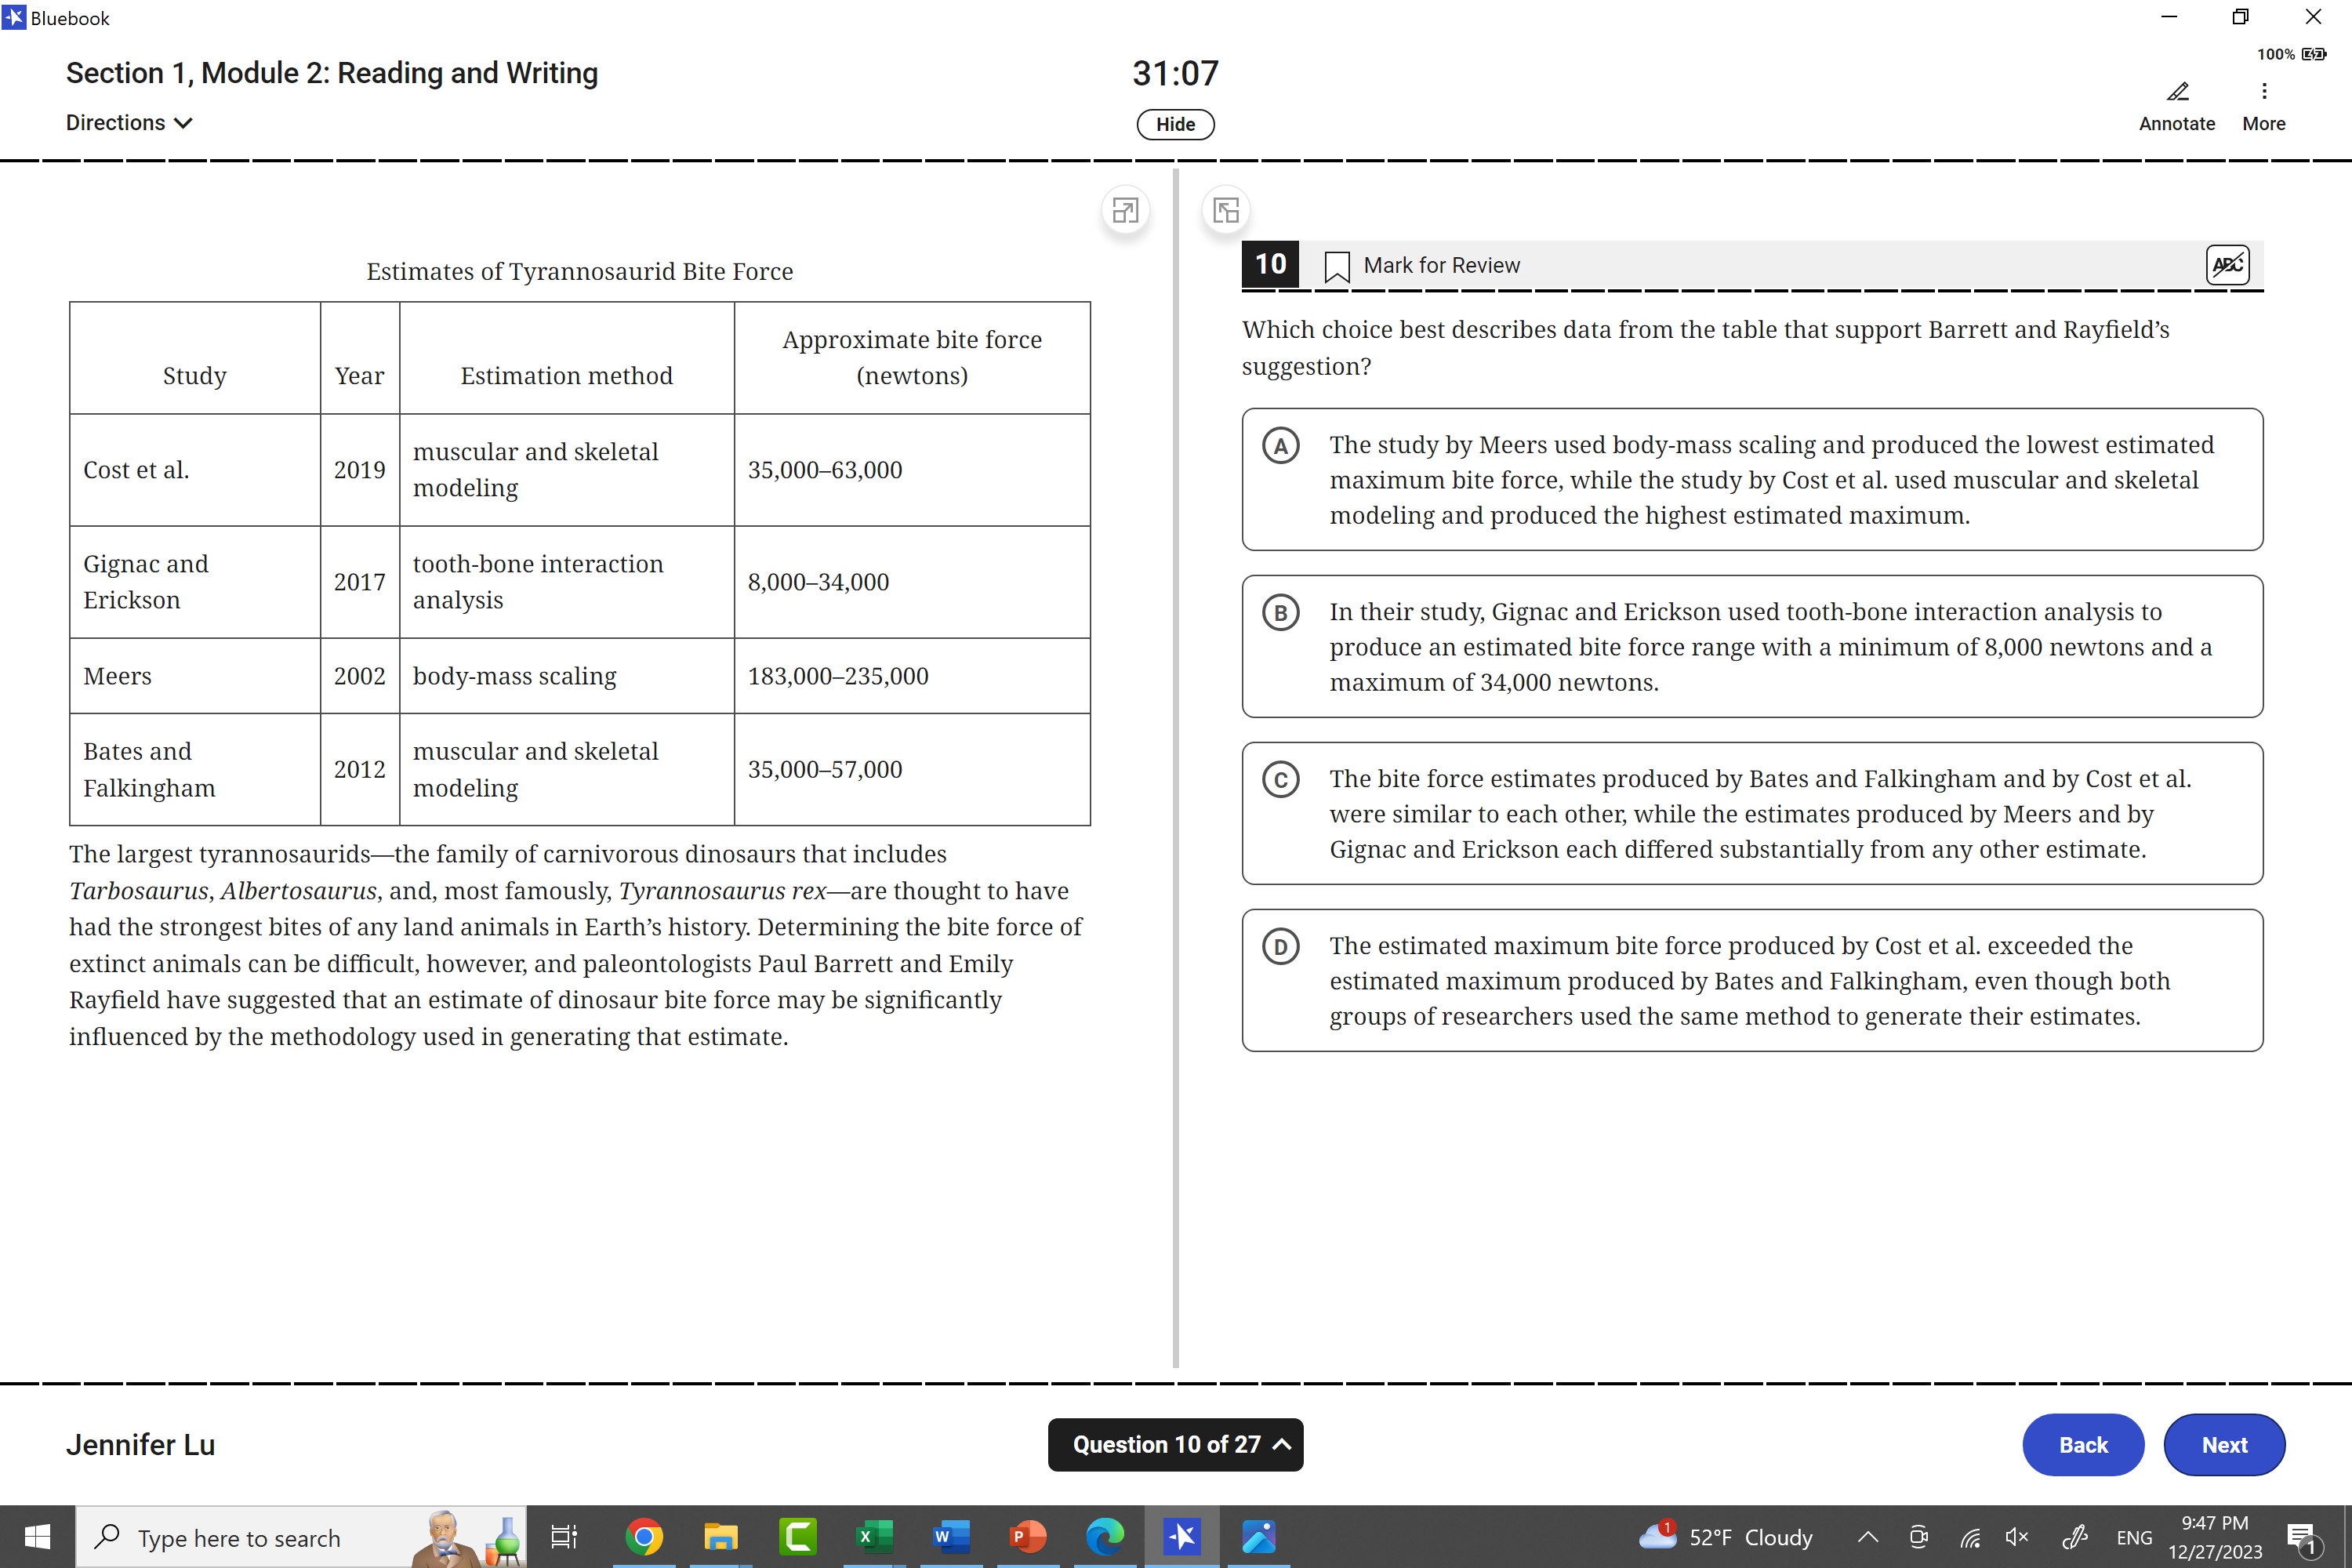 Bluebook
100%
Section 1, Module 2: Reading and Writing
31:07
Directions
Hide
Annotate
More
Estimates of Tyrannosaurid Bite Force
Study
Year
Estimation method
Approximate bite force
(newtons)
Cost et al.
2019
muscular and skeletal
modeling
35,000–63,000
Gignac and
Erickson
2017
tooth-bone interaction
analysis
8,000–34,000
Meers
2002
body-mass scaling
183,000–235,000
Bates and
Falkingham
2012
muscular and skeletal
modeling
35,000–57,000
The largest tyrannosaurids—the family of carnivorous dinosaurs that includes
Tarbosaurus, Albertosaurus, and, most famously, Tyrannosaurus rex—are thought to have
had the strongest bites of any land animals in Earth’s history. Determining the bite force of
extinct animals can be difficult, however, and paleontologists Paul Barrett and Emily
Rayfield have suggested that an estimate of dinosaur bite force may be significantly
influenced by the methodology used in generating that estimate.
10
Mark for Review
ABC
Which choice best describes data from the table that support Barrett and Rayfield’s
suggestion?
A
The study by Meers used body-mass scaling and produced the lowest estimated
maximum bite force, while the study by Cost et al. used muscular and skeletal
modeling and produced the highest estimated maximum.
B
In their study, Gignac and Erickson used tooth-bone interaction analysis to
produce an estimated bite force range with a minimum of 8,000 newtons and a
maximum of 34,000 newtons.
C
The bite force estimates produced by Bates and Falkingham and by Cost et al.
were similar to each other, while the estimates produced by Meers and by
Gignac and Erickson each differed substantially from any other estimate.
D
The estimated maximum bite force produced by Cost et al. exceeded the
estimated maximum produced by Bates and Falkingham, even though both
groups of researchers used the same method to generate their estimates.
Jennifer Lu
Question 10 of 27
Back
Next
Type here to search
X
W
P
1
52°F Cloudy
ENG
9:47 PM
12/27/2023
1